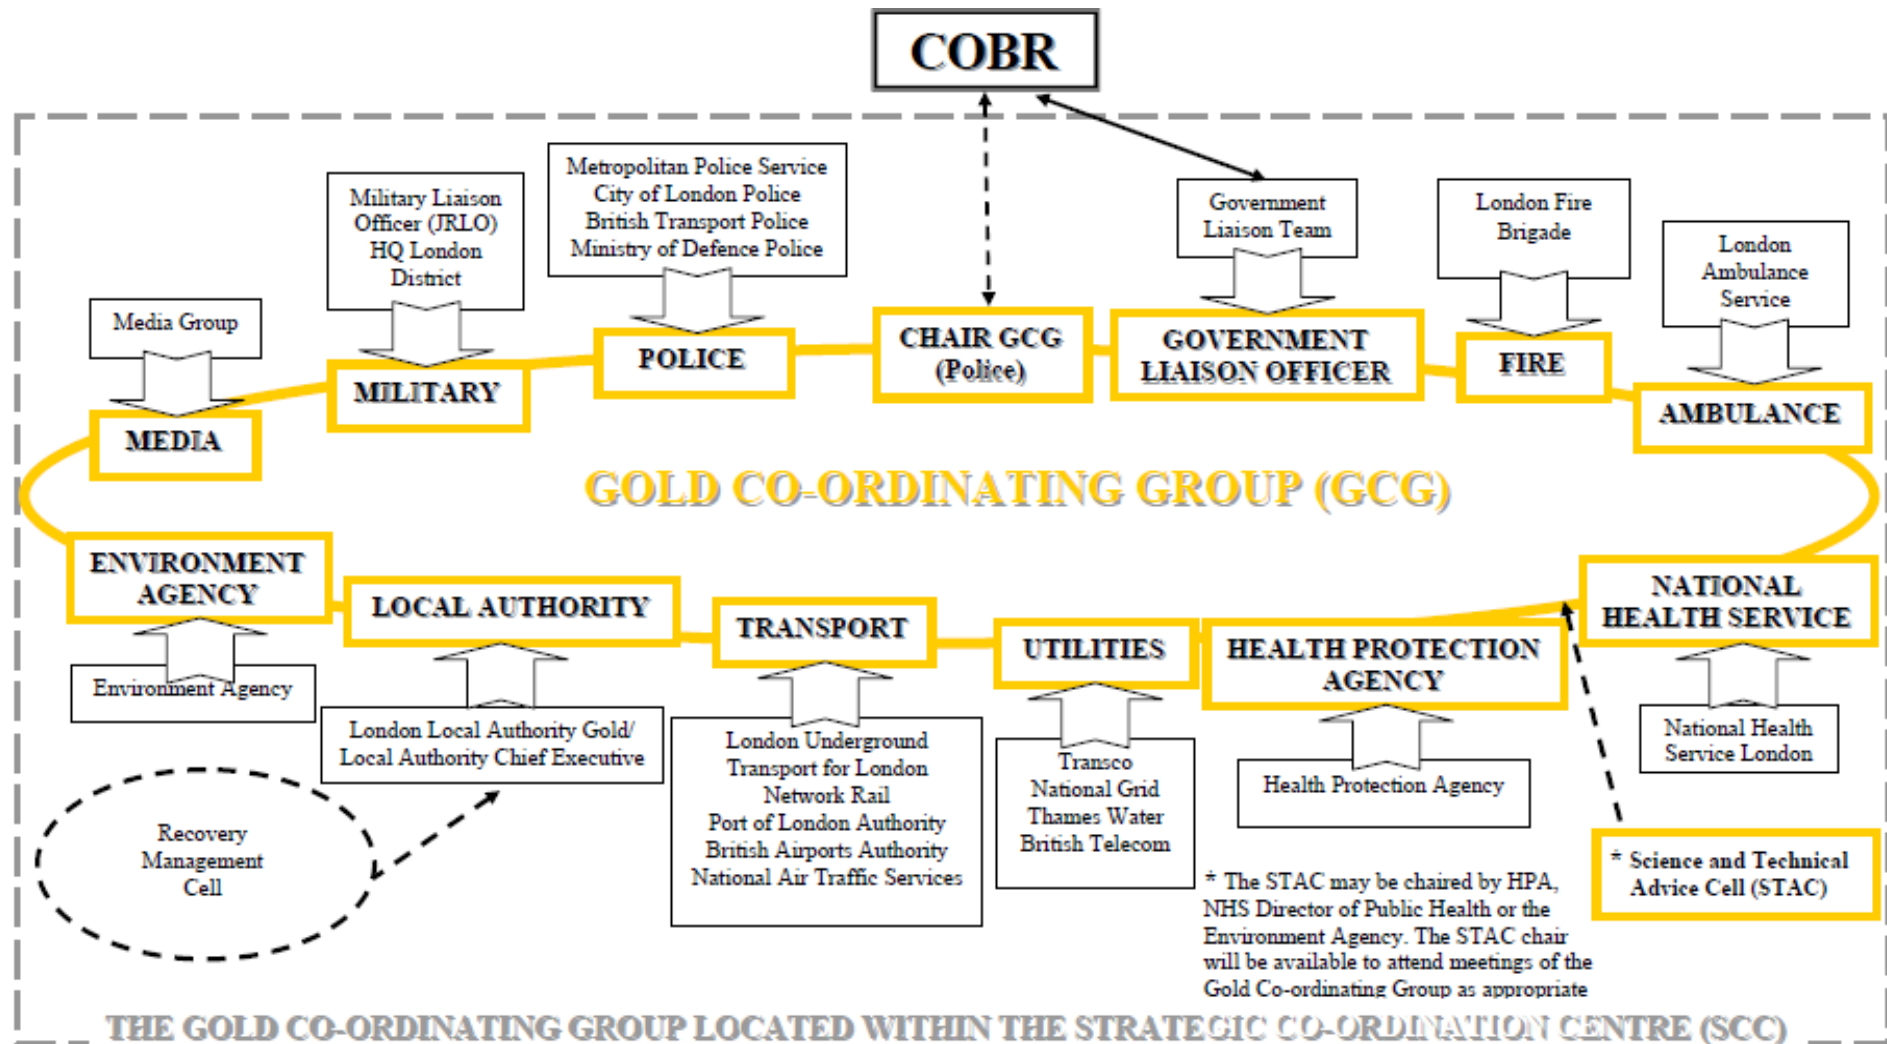 COBR
Metropolitan Police Service
City of London Police
British Transport Police
Ministry of Defence Police
Military Liaison
Officer (JRLO)
HQ London
District
Government
Liaison Team
London Fire
Brigade
London
Ambulance
Service
Media Group
CHAIR GCG
(Police)
GOVERNMENT
LIAISON OFFICER
POLICE
FIRE
MILITARY
AMBULANCE
MEDIA
GOLD CO-ORDINATING GROUP (GCG)
ENVIRONMENT
AGENCY
LOCAL AUTHORITY
TRANSPORT
UTILITIES
HEALTH PROTECTION
AGENCY
NATIONAL
HEALTH SERVICE
Environment Agency
London Local Authority Gold/
Local Authority Chief Executive
London Underground
Transport for London
Network Rail
Port of London Authority
British Airports Authority
National Air Traffic Services
Transco
National Grid
Thames Water
British Telecom
Health Protection Agency
National Health
Service London
Recovery
Management
Cell
* Science and Technical
Advice Cell (STAC)
* The STAC may be chaired by HPA,
NHS Director of Public Health or the
Environment Agency. The STAC chair
will be available to attend meetings of the
Gold Co-ordinating Group as appropriate
THE GOLD CO-ORDINATING GROUP LOCATED WITHIN THE STRATEGIC CO-ORDINATION CENTRE (SCC)